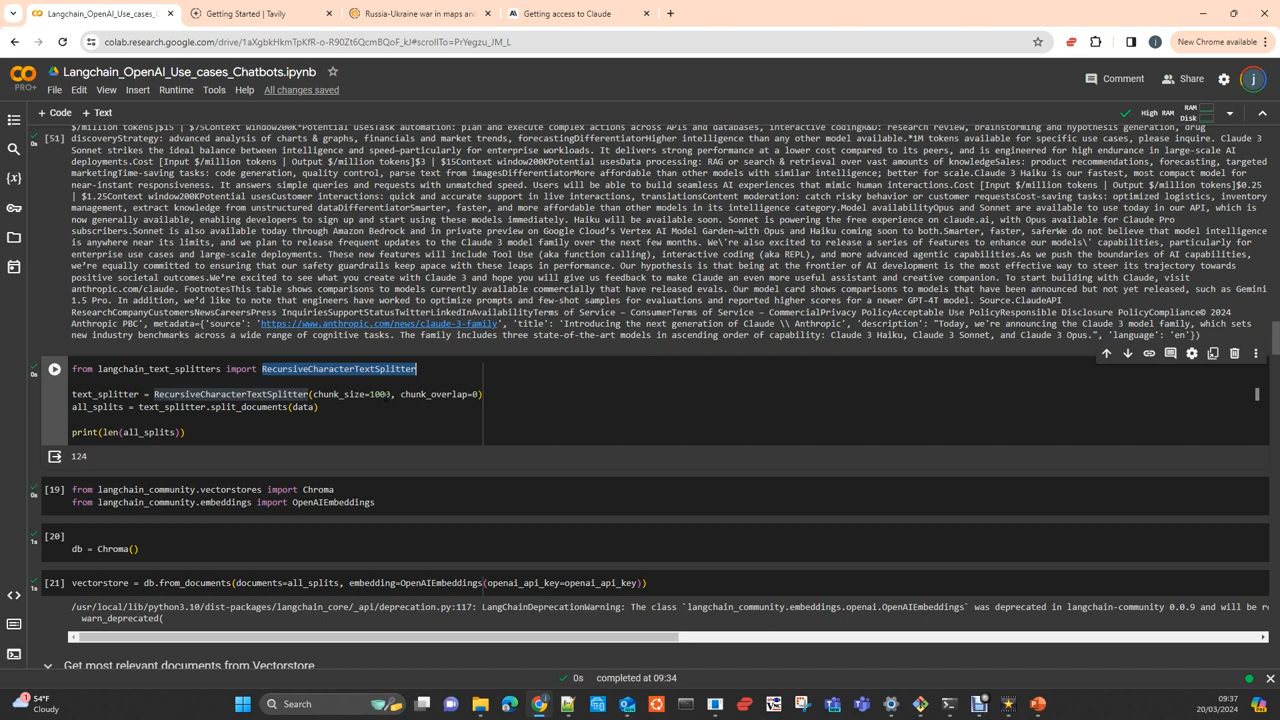 Langchain_OpenAI_Use_cases_C
Getting Started | Tavily
Russia-Ukraine war in maps an
Getting access to Claude
colab.research.google.com/drive/1aXgbkHkmTpKfR-o-R90Zt6QcmBQoF_kJ#scrollTo=PrYegzu_JM_L
New Chrome available
CO
PRO+
Langchain_OpenAI_Use_cases_Chatbots.ipynb
Comment
Share
File Edit View Insert Runtime Tools Help All changes saved
+ Code + Text
High RAM
RAM
Disk
$/million tokens]$15 | $75Context window200K*Potential usesTask automation: plan and execute complex actions across APIs and databases, interactive codingR&D: research review, brainstorming and hypothesis generation, drug
[51]
0s
discoveryStrategy: advanced analysis of charts & graphs, financials and market trends, forecastingDifferentiatorHigher intelligence than any other model available.*1M tokens available for specific use cases, please inquire. Claude 3
Sonnet strikes the ideal balance between intelligence and speed—particularly for enterprise workloads. It delivers strong performance at a lower cost compared to its peers, and is engineered for high endurance in large-scale AI
deployments.Cost [Input $/million tokens | Output $/million tokens]$3 | $15Context window200KPotential usesData processing: RAG or search & retrieval over vast amounts of knowledgeSales: product recommendations, forecasting, targeted
marketingTime-saving tasks: code generation, quality control, parse text from imagesDifferentiatorMore affordable than other models with similar intelligence; better for scale.Claude 3 Haiku is our fastest, most compact model for
near-instant responsiveness. It answers simple queries and requests with unmatched speed. Users will be able to build seamless AI experiences that mimic human interactions.Cost [Input $/million tokens | Output $/million tokens]$0.25
| $1.25Context window200KPotential usesCustomer interactions: quick and accurate support in live interactions, translationsContent moderation: catch risky behavior or customer requestsCost-saving tasks: optimized logistics, inventory
management, extract knowledge from unstructured dataDifferentiatorSmarter, faster, and more affordable than other models in its intelligence category.Model availabilityOpus and Sonnet are available to use today in our API, which is
now generally available, enabling developers to sign up and start using these models immediately. Haiku will be available soon. Sonnet is powering the free experience on claude.ai, with Opus available for Claude Pro
subscribers.Sonnet is also available today through Amazon Bedrock and in private preview on Google Cloud's Vertex AI Model Garden—with Opus and Haiku coming soon to both.Smarter, faster, saferWe do not believe that model intelligence
is anywhere near its limits, and we plan to release frequent updates to the Claude 3 model family over the next few months. We\'re also excited to release a series of features to enhance our models\' capabilities, particularly for
enterprise use cases and large-scale deployments. These new features will include Tool Use (aka function calling), interactive coding (aka REPL), and more advanced agentic capabilities.As we push the boundaries of AI capabilities,
we're equally committed to ensuring that our safety guardrails keep apace with these leaps in performance. Our hypothesis is that being at the frontier of AI development is the most effective way to steer its trajectory towards
positive societal outcomes.We're excited to see what you create with Claude 3 and hope you will give us feedback to make Claude an even more useful assistant and creative companion. To start building with Claude, visit
anthropic.com/claude. FootnotesThis table shows comparisons to models currently available commercially that have released evals. Our model card shows comparisons to models that have been announced but not yet released, such as Gemini
1.5 Pro. In addition, we'd like to note that engineers have worked to optimize prompts and few-shot samples for evaluations and reported higher scores for a newer GPT-4T model. Source.ClaudeAPI
ResearchCompanyCustomersNewsCareersPress InquiriesSupportStatusTwitterLinkedInAvailabilityTerms of Service – ConsumerTerms of Service – CommercialPrivacy PolicyAcceptable Use PolicyResponsible Disclosure PolicyCompliance© 2024
Anthropic PBC', metadata={'source': 'https://www.anthropic.com/news/claude-3-family', 'title': 'Introducing the next generation of Claude \\ Anthropic', 'description': "Today, we're announcing the Claude 3 model family, which sets
new industry benchmarks across a wide range of cognitive tasks. The family includes three state-of-the-art models in ascending order of capability: Claude 3 Haiku, Claude 3 Sonnet, and Claude 3 Opus.", 'language': 'en'})
0s
from langchain_text_splitters import RecursiveCharacterTextSplitter
text_splitter = RecursiveCharacterTextSplitter(chunk_size=1000, chunk_overlap=0)
all_splits = text_splitter.split_documents(data)
print(len(all_splits))
124
[19] from langchain_community.vectorstores import Chroma
0s
from langchain_community.embeddings import OpenAIEmbeddings
[20]
1s
db = Chroma()
[21] vectorstore = db.from_documents(documents=all_splits, embedding=OpenAIEmbeddings(openai_api_key=openai_api_key))
1s
/usr/local/lib/python3.10/dist-packages/langchain_core/_api/deprecation.py:117: LangChainDeprecationWarning: The class `langchain_community.embeddings.openai.OpenAIEmbeddings` was deprecated in langchain-community 0.0.9 and will be re
warn_deprecated(
Get most relevant documents from Vectorstore
0s completed at 09:34
54°F
Cloudy
Search
09:37
20/03/2024